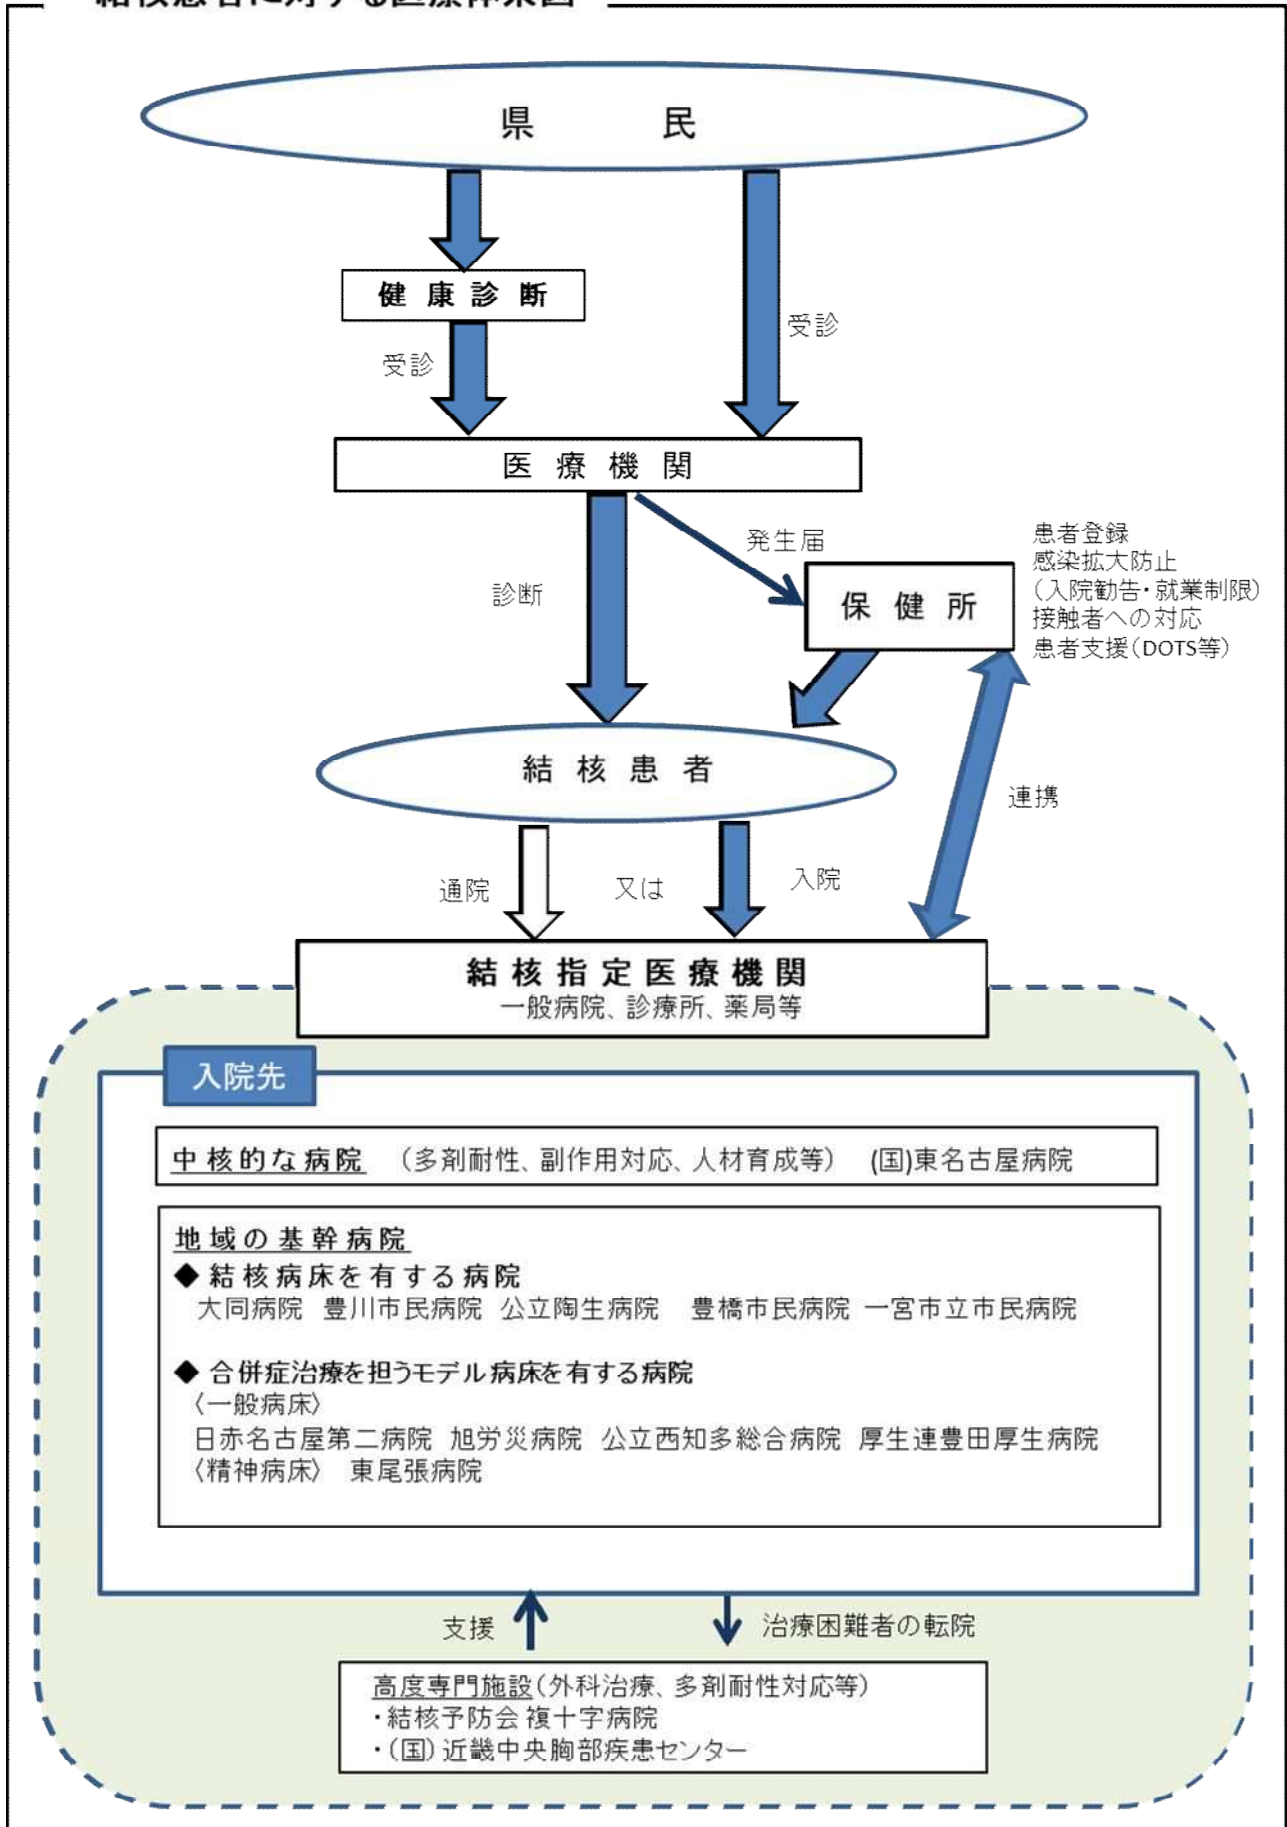 結核患者に対する医療体系図
県　民
健康診断
受診
受診
医療機関
発生届
診断
保健所
患者登録
感染拡大防止
（入院勧告・就業制限）
接触者への対応
患者支援（DOTS等）
結核患者
連携
通院　又は　入院
結核指定医療機関
一般病院、診療所、薬局等
入院先
中核的な病院　（多剤耐性、副作用対応、人材育成等）　(国)東名古屋病院
地域の基幹病院
◆ 結核病床を有する病院
大同病院　豊川市民病院　公立陶生病院　豊橋市民病院　一宮市立市民病院
◆ 合併症治療を担うモデル病床を有する病院
〈一般病床〉
日赤名古屋第二病院　旭労災病院　公立西知多総合病院　厚生連豊田厚生病院
〈精神病床〉　東尾張病院
支援
治療困難者の転院
高度専門施設（外科治療、多剤耐性対応等）
・結核予防会 複十字病院
・（国）近畿中央胸部疾患センター